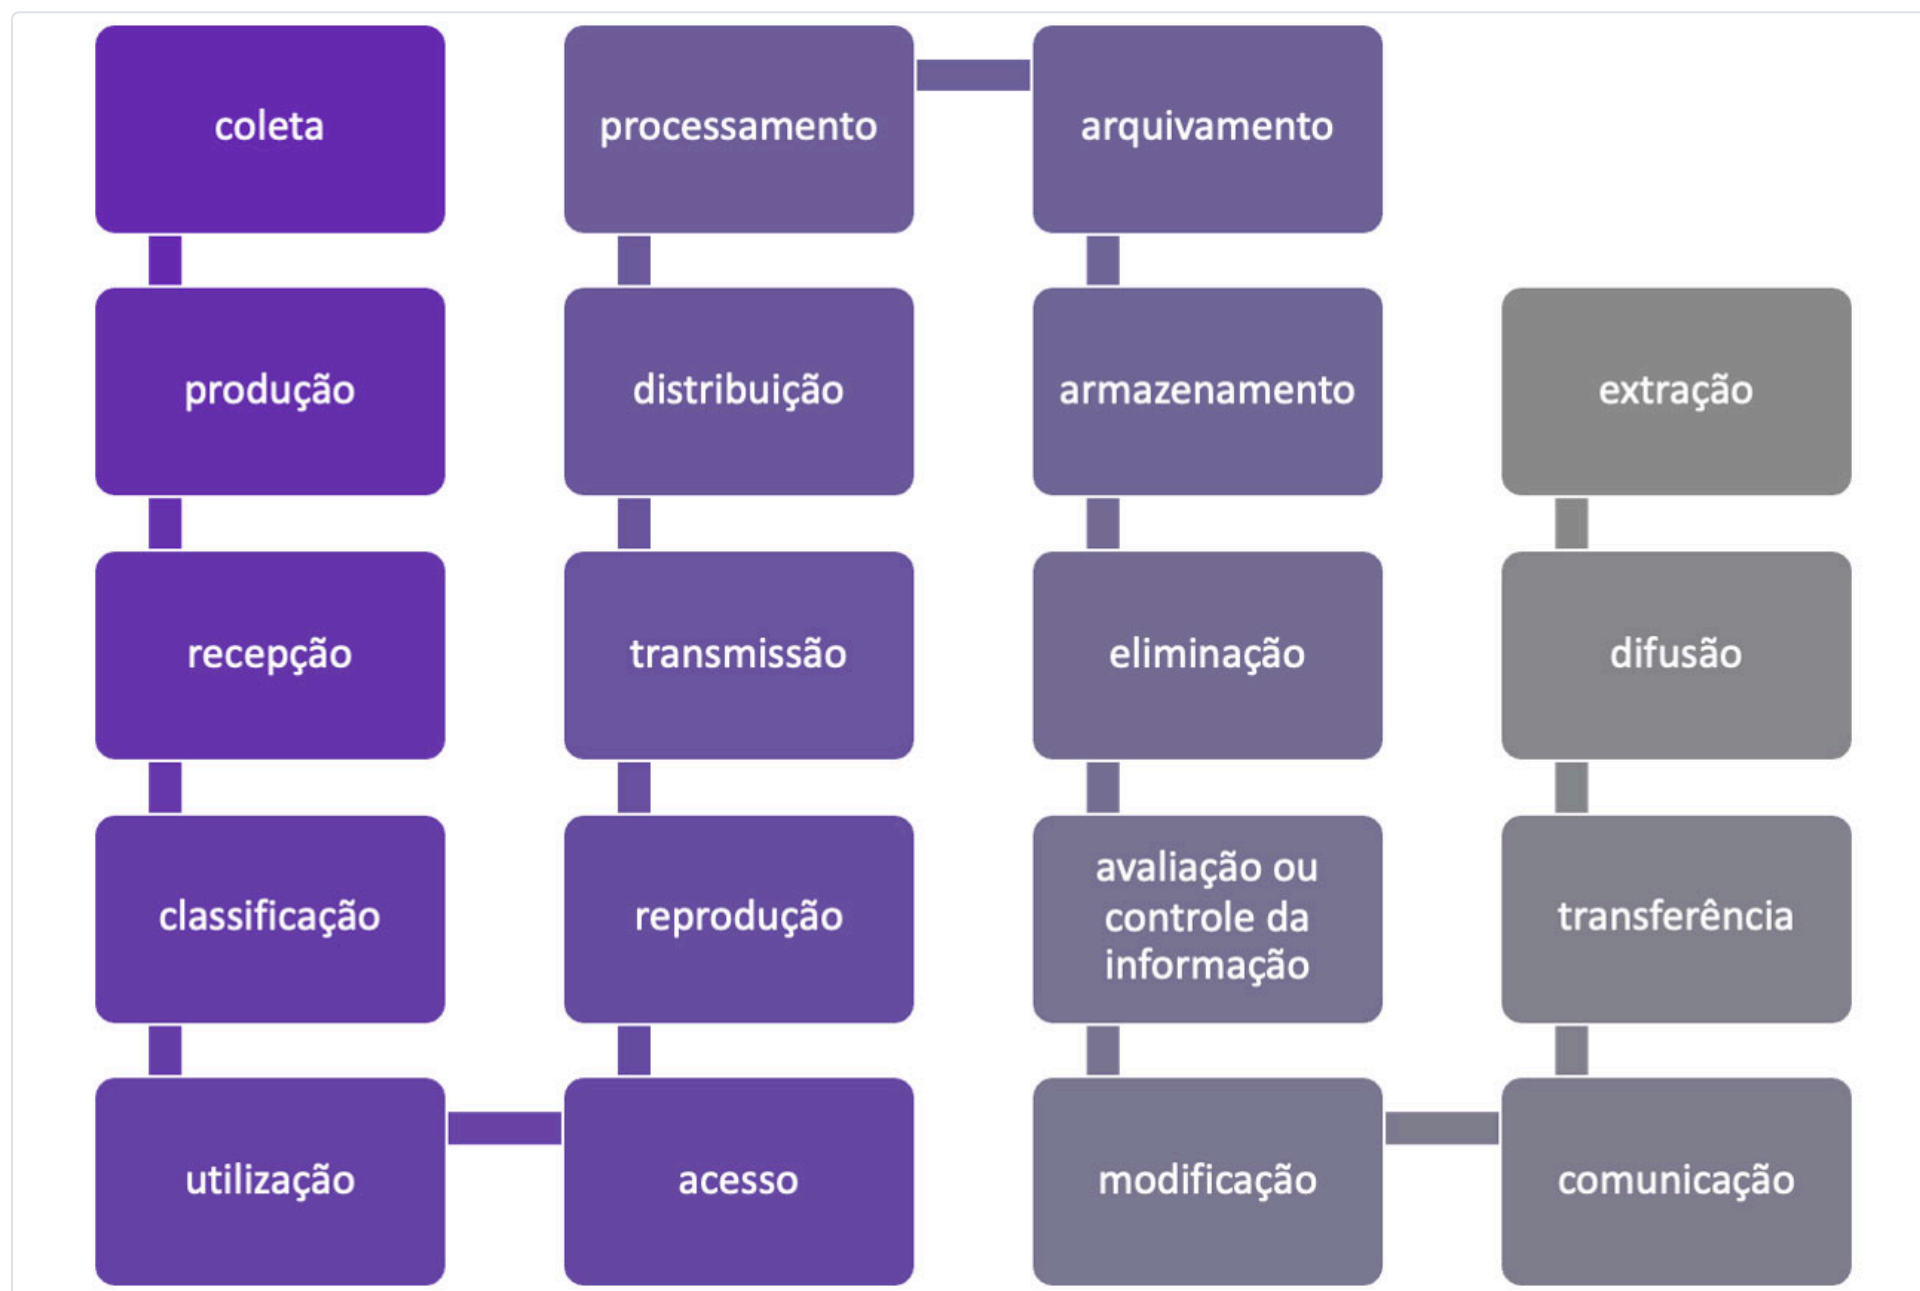 coleta
produção
recepção
classificação
utilização
acesso
reprodução
transmissão
distribuição
processamento
arquivamento
armazenamento
eliminação
avaliação ou
controle da
informação
modificação
comunicação
transferência
difusão
extração